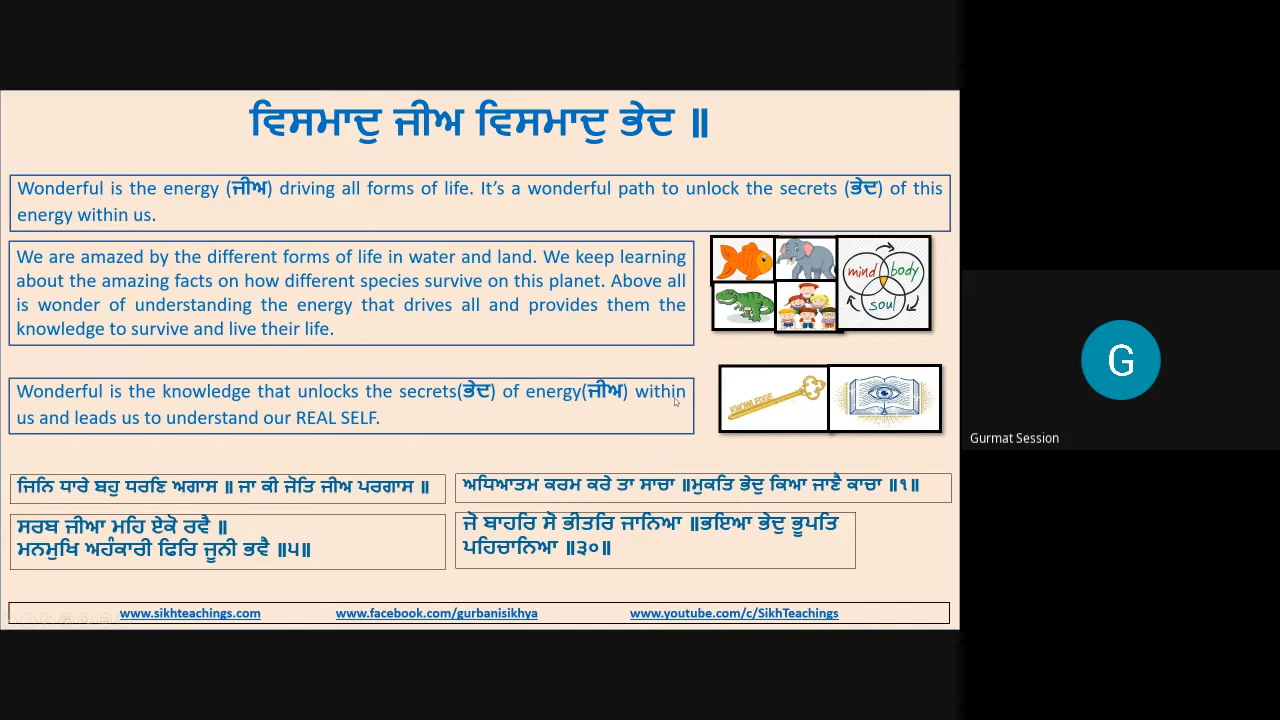 ਵਿਸਮਾਦੁ ਜੀਅ ਵਿਸਮਾਦੁ ਭੇਦ ॥
Wonderful is the energy (ਜੀਅ) driving all forms of life. It's a wonderful path to unlock the secrets (ਭੇਦ) of this
energy within us.
We are amazed by the different forms of life in water and land. We keep learning
about the amazing facts on how different species survive on this planet. Above all
is wonder of understanding the energy that drives all and provides them the
knowledge to survive and live their life.
mind body
soul
Wonderful is the knowledge that unlocks the secrets(ਭੇਦ) of energy(ਜੀਅ) within
us and leads us to understand our REAL SELF.
KNOWLEDGE
ਜਿਨਿ ਧਾਰੇ ਬਹੁ ਧਰਣਿ ਅਗਾਸ ॥ ਜਾ ਕੀ ਜੋਤਿ ਜੀਅ ਪਰਗਾਸ ॥
ਅਧਿਆਤਮ ਕਰਮ ਕਰੇ ਤਾ ਸਾਚਾ ॥ਮੁਕਤਿ ਭੇਦੁ ਕਿਆ ਜਾਣੈ ਕਾਚਾ ॥੧॥
ਸਰਬ ਜੀਆ ਮਹਿ ਏਕੋ ਰਵੈ ॥
ਮਨਮੁਖਿ ਅਹੰਕਾਰੀ ਫਿਰਿ ਜੂਨੀ ਭਵੈ ॥੫॥
ਜੋ ਬਾਹਰਿ ਸੋ ਭੀਤਰਿ ਜਾਨਿਆ ॥ਭਇਆ ਭੇਦੁ ਭੂਪਤਿ
ਪਹਿਚਾਨਿਆ ॥੩੦॥
www.sikhteachings.com www.facebook.com/gurbanisikhya www.youtube.com/c/SikhTeachings
G
Gurmat Session